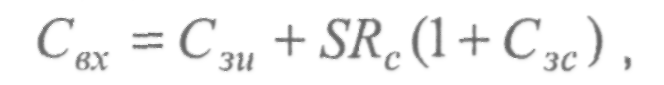 C_вх = C_зи + SR_c (1 + C_зс) ,